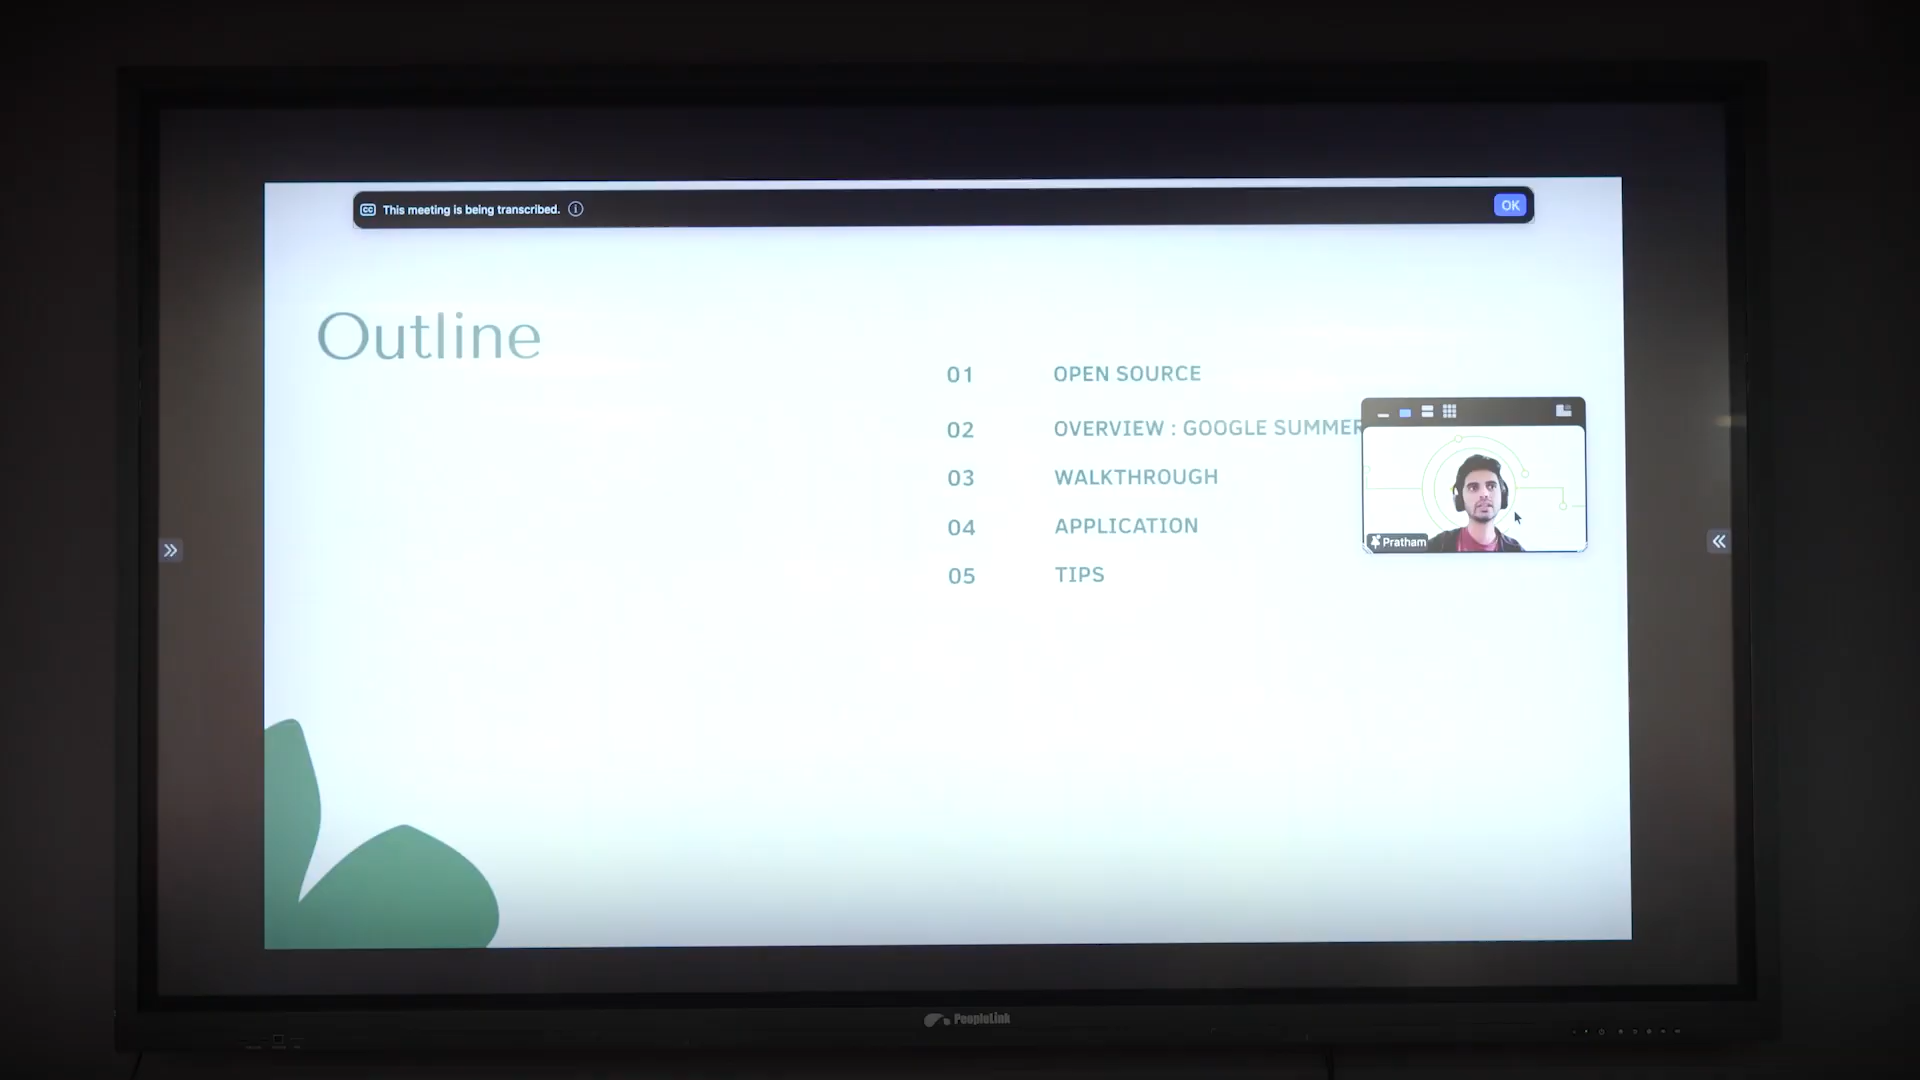 This meeting is being transcribed.
OK
Outline
01 OPEN SOURCE
02 OVERVIEW : GOOGLE SUMMER
03 WALKTHROUGH
04 APPLICATION
05 TIPS
Pratham
PeopleLink